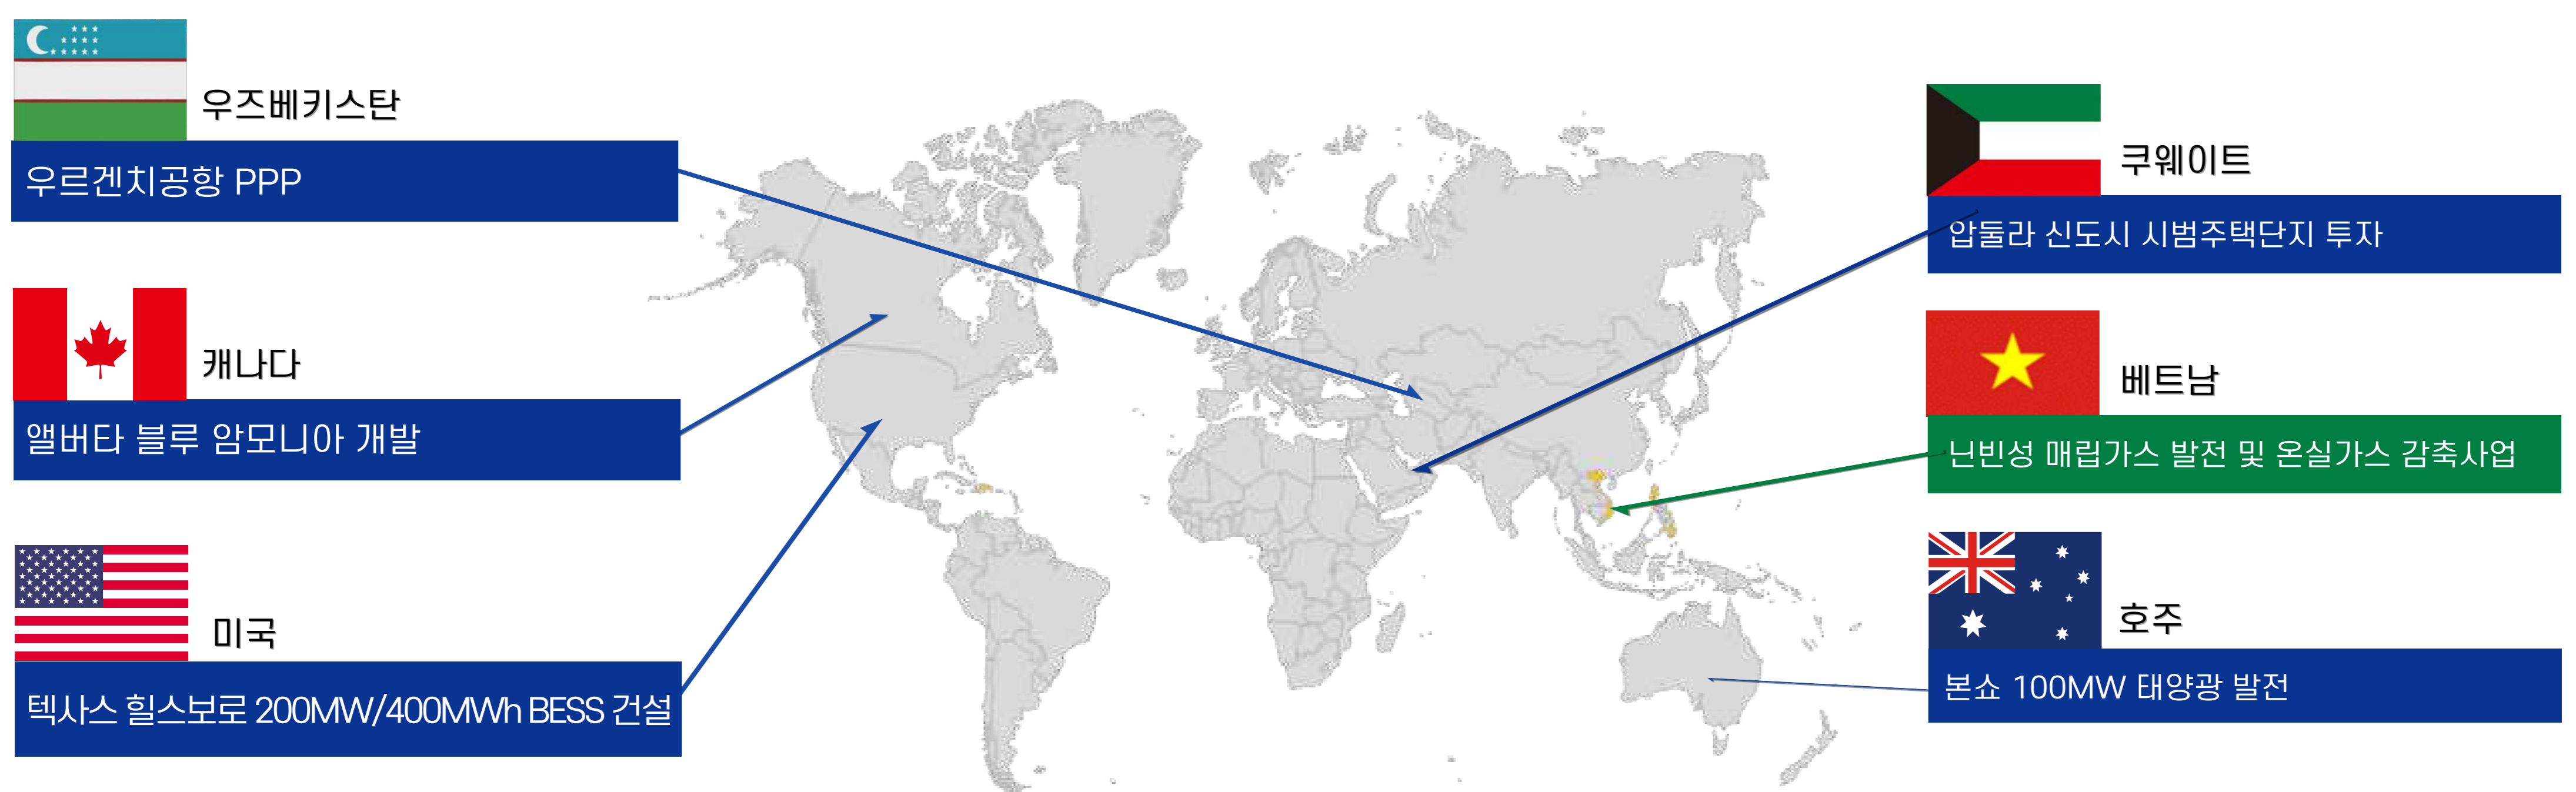 우즈베키스탄
우르겐치공항 PPP
캐나다
앨버타 블루 암모니아 개발
미국
텍사스 힐스보로 200MW/400MWh BESS 건설
쿠웨이트
압둘라 신도시 시범주택단지 투자
베트남
닌빈성 매립가스 발전 및 온실가스 감축사업
호주
본쇼 100MW 태양광 발전